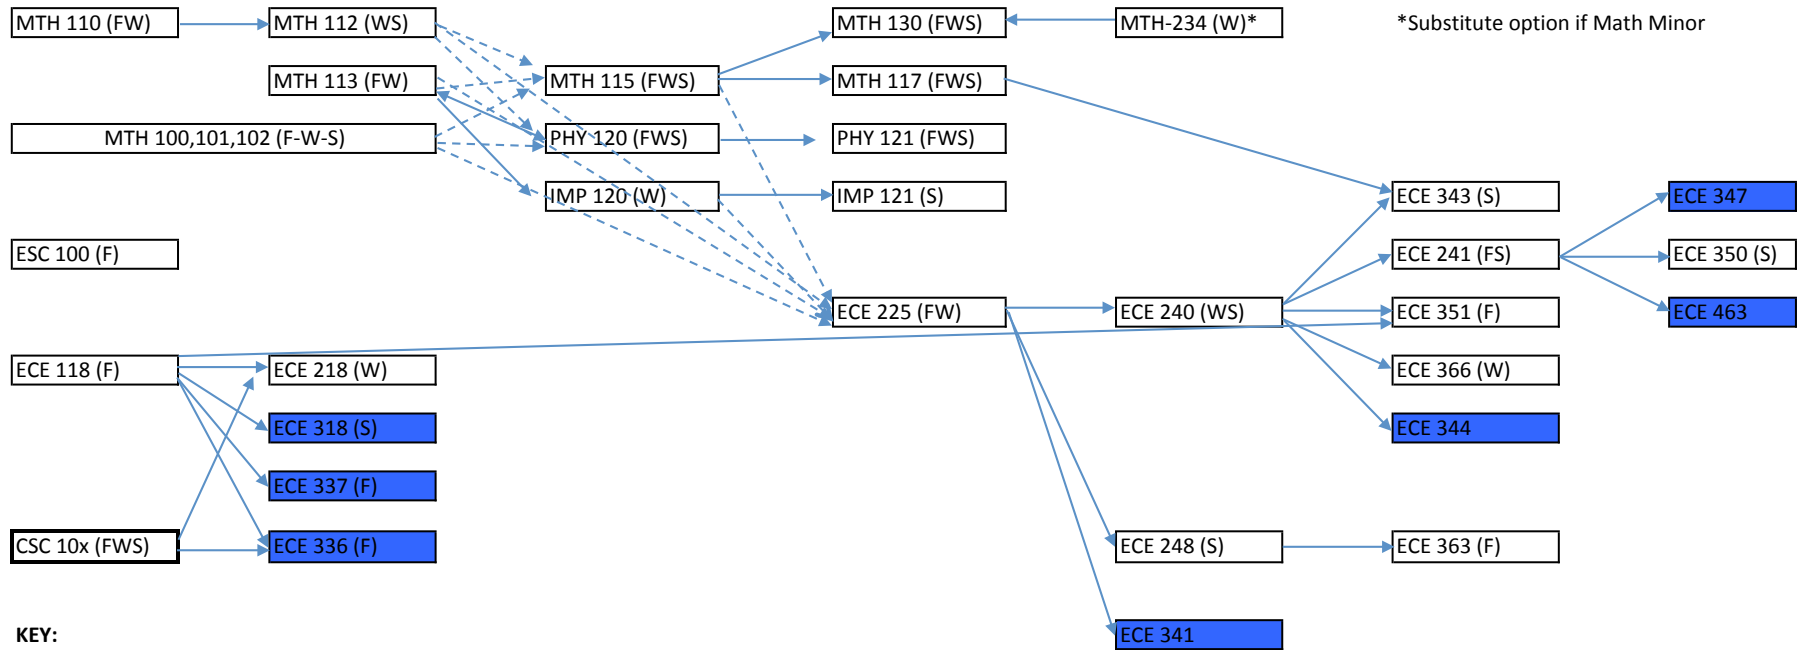 MTH 110 (FW)
MTH 112 (WS)
MTH 130 (FWS)
MTH-234 (W)*
*Substitute option if Math Minor
MTH 113 (FW)
MTH 115 (FWS)
MTH 117 (FWS)
MTH 100,101,102 (F-W-S)
PHY 120 (FWS)
PHY 121 (FWS)
IMP 120 (W)
IMP 121 (S)
ECE 343 (S)
ECE 347
ESC 100 (F)
ECE 241 (FS)
ECE 350 (S)
ECE 225 (FW)
ECE 240 (WS)
ECE 351 (F)
ECE 463
ECE 118 (F)
ECE 218 (W)
ECE 366 (W)
ECE 318 (S)
ECE 344
ECE 337 (F)
CSC 10x (FWS)
ECE 336 (F)
ECE 248 (S)
ECE 363 (F)
KEY:
ECE 341